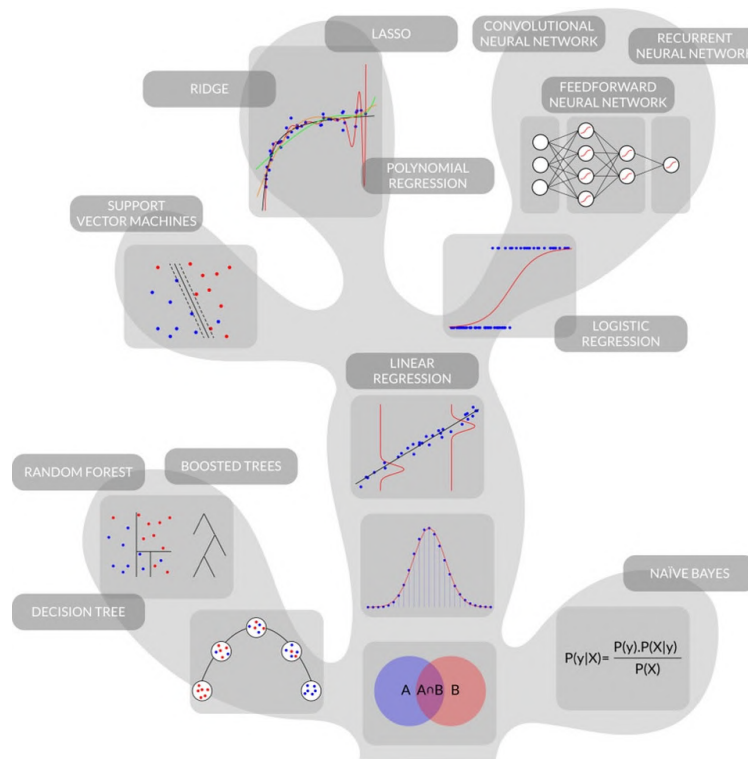 LASSO
CONVOLUTIONAL
NEURAL NETWORK
RECURRENT
NEURAL NETWORK
RIDGE
FEEDFORWARD
NEURAL NETWORK
POLYNOMIAL
REGRESSION
SUPPORT
VECTOR MACHINES
LOGISTIC
REGRESSION
LINEAR
REGRESSION
BOOSTED TREES
RANDOM FOREST
NAÏVE BAYES
DECISION TREE
P(y|X)= P(y).P(X|y)
P(X)
A A∩B B